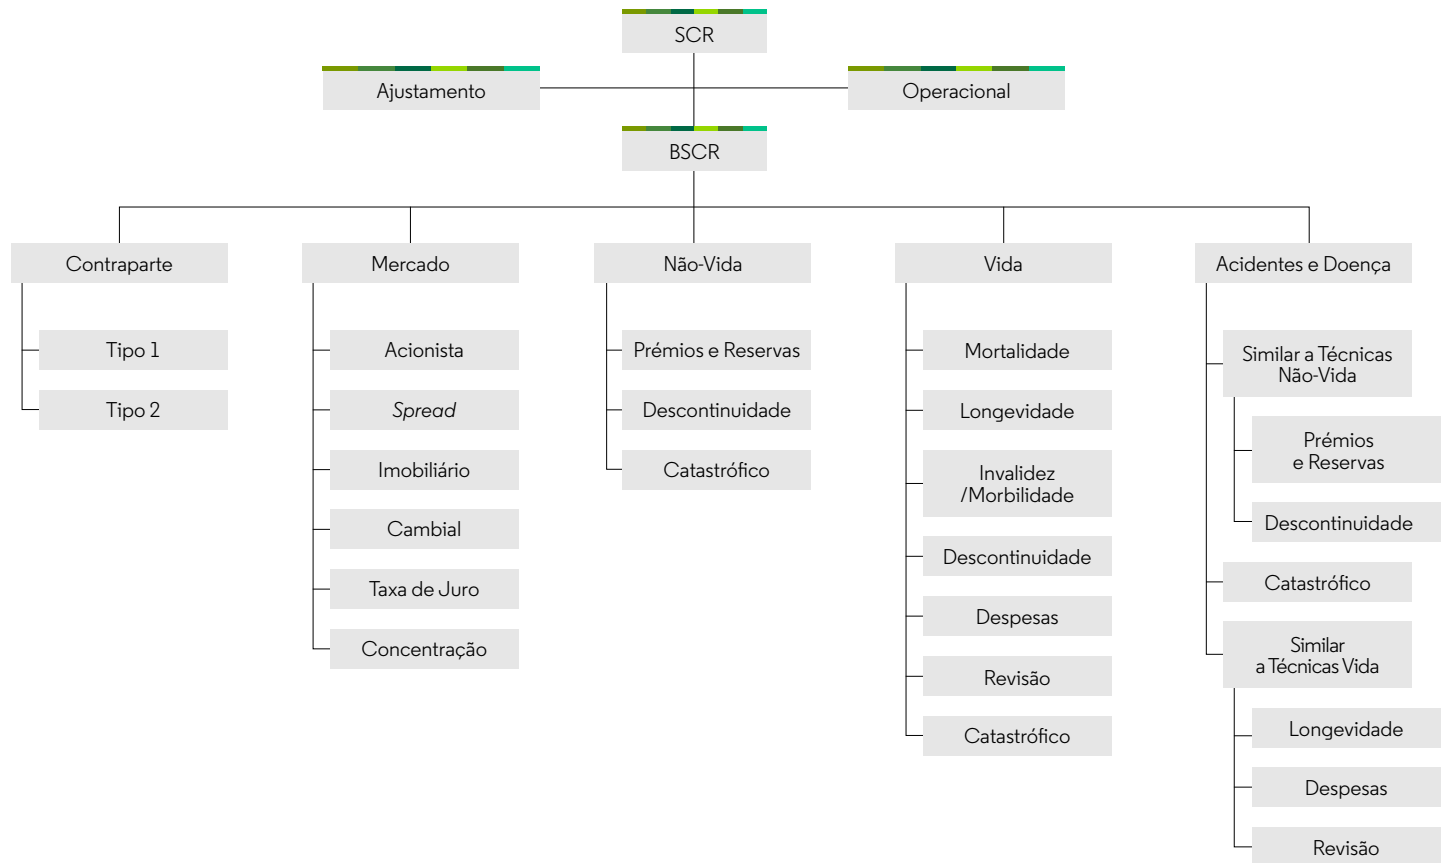 SCR
Ajustamento
Operacional
BSCR
Contraparte
Tipo 1
Tipo 2
Mercado
Acionista
Spread
Imobiliário
Cambial
Taxa de Juro
Concentração
Não-Vida
Prémios e Reservas
Descontinuidade
Catastrófico
Vida
Mortalidade
Longevidade
Invalidez
/Morbilidade
Descontinuidade
Despesas
Revisão
Catastrófico
Acidentes e Doença
Similar a Técnicas
Não-Vida
Prémios
e Reservas
Descontinuidade
Catastrófico
Similar
a Técnicas Vida
Longevidade
Despesas
Revisão